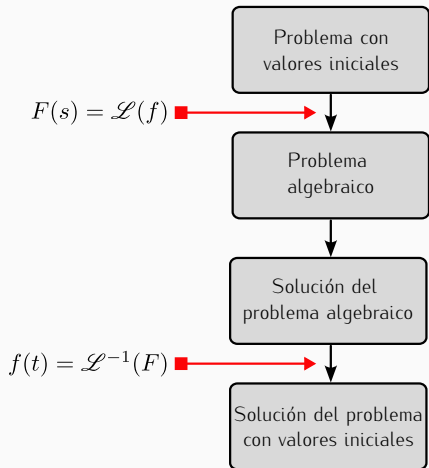 Problema con
valores iniciales
F(s) = ℒ(f)
Problema
algebraico
Solución del
problema algebraico
f(t) = ℒ⁻¹(F)
Solución del problema
con valores iniciales